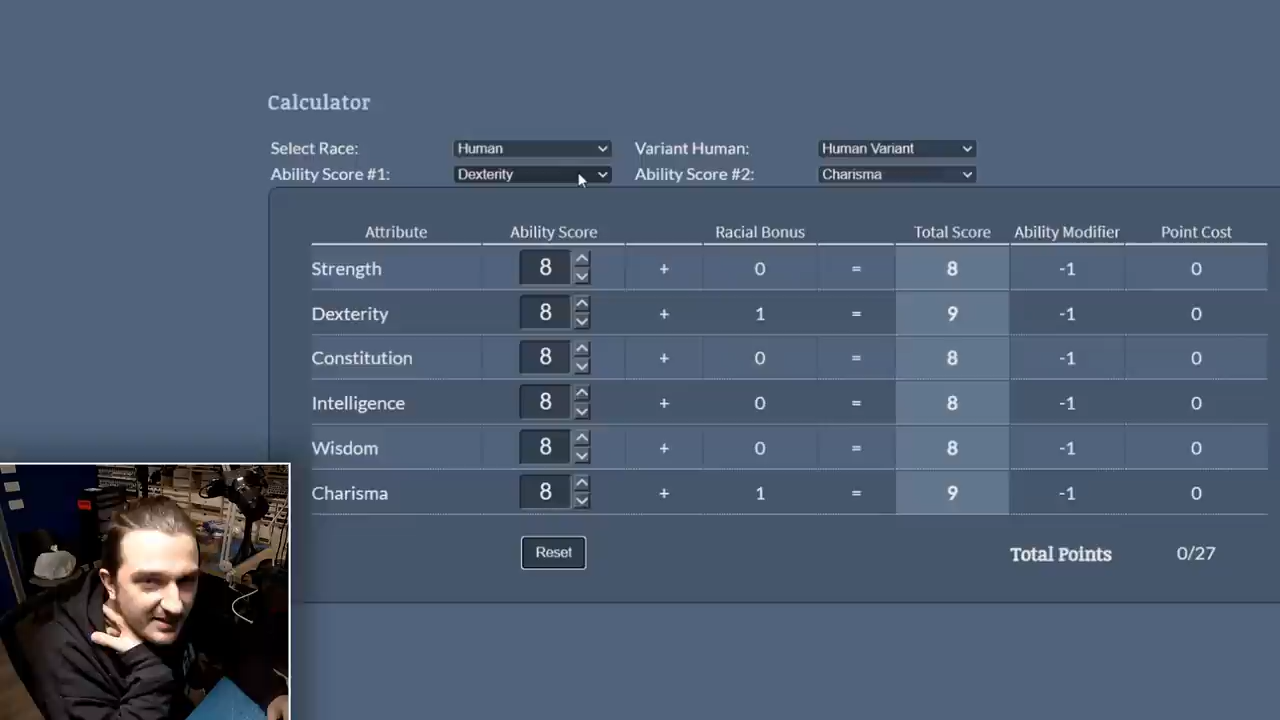 Calculator
Select Race: Human Variant Human: Human Variant
Ability Score #1: Dexterity Ability Score #2: Charisma
Attribute Ability Score Racial Bonus Total Score Ability Modifier Point Cost
Strength 8 + 0 = 8 -1 0
Dexterity 8 + 1 = 9 -1 0
Constitution 8 + 0 = 8 -1 0
Intelligence 8 + 0 = 8 -1 0
Wisdom 8 + 0 = 8 -1 0
Charisma 8 + 1 = 9 -1 0
Reset Total Points 0/27